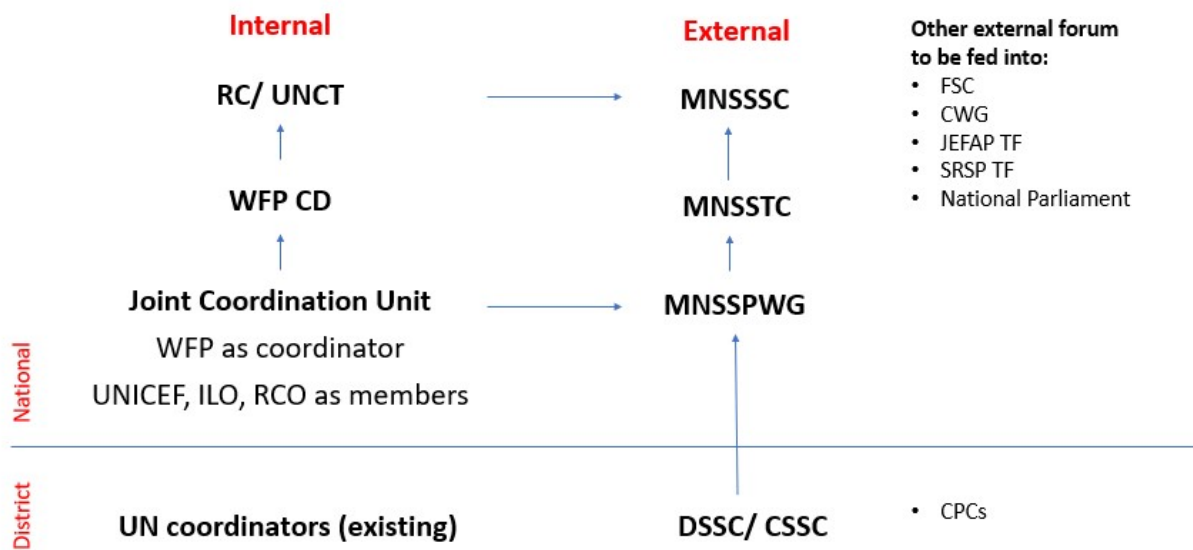 Internal
External
Other external forum
to be fed into:
• FSC
• CWG
• JEFAP TF
• SRSP TF
• National Parliament
RC/ UNCT
MNSSSC
WFP CD
MNSSTC
Joint Coordination Unit
MNSSPWG
WFP as coordinator
UNICEF, ILO, RCO as members
National
District
UN coordinators (existing)
DSSC/ CSSC
• CPCs